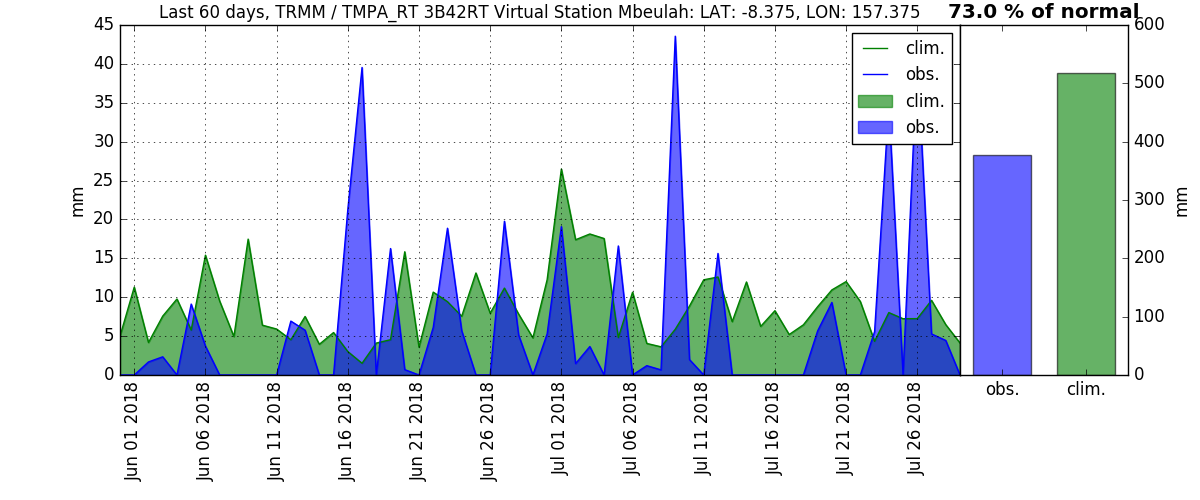 Last 60 days, TRMM / TMPA_RT 3B42RT Virtual Station Mbeulah: LAT: -8.375, LON: 157.375
73.0 % of normal
45
40
35
30
25
20
15
10
5
0
mm
clim.
obs.
clim.
obs.
Jun 01 2018
Jun 06 2018
Jun 11 2018
Jun 16 2018
Jun 21 2018
Jun 26 2018
Jul 01 2018
Jul 06 2018
Jul 11 2018
Jul 16 2018
Jul 21 2018
Jul 26 2018
600
500
400
300
200
100
0
mm
obs.
clim.